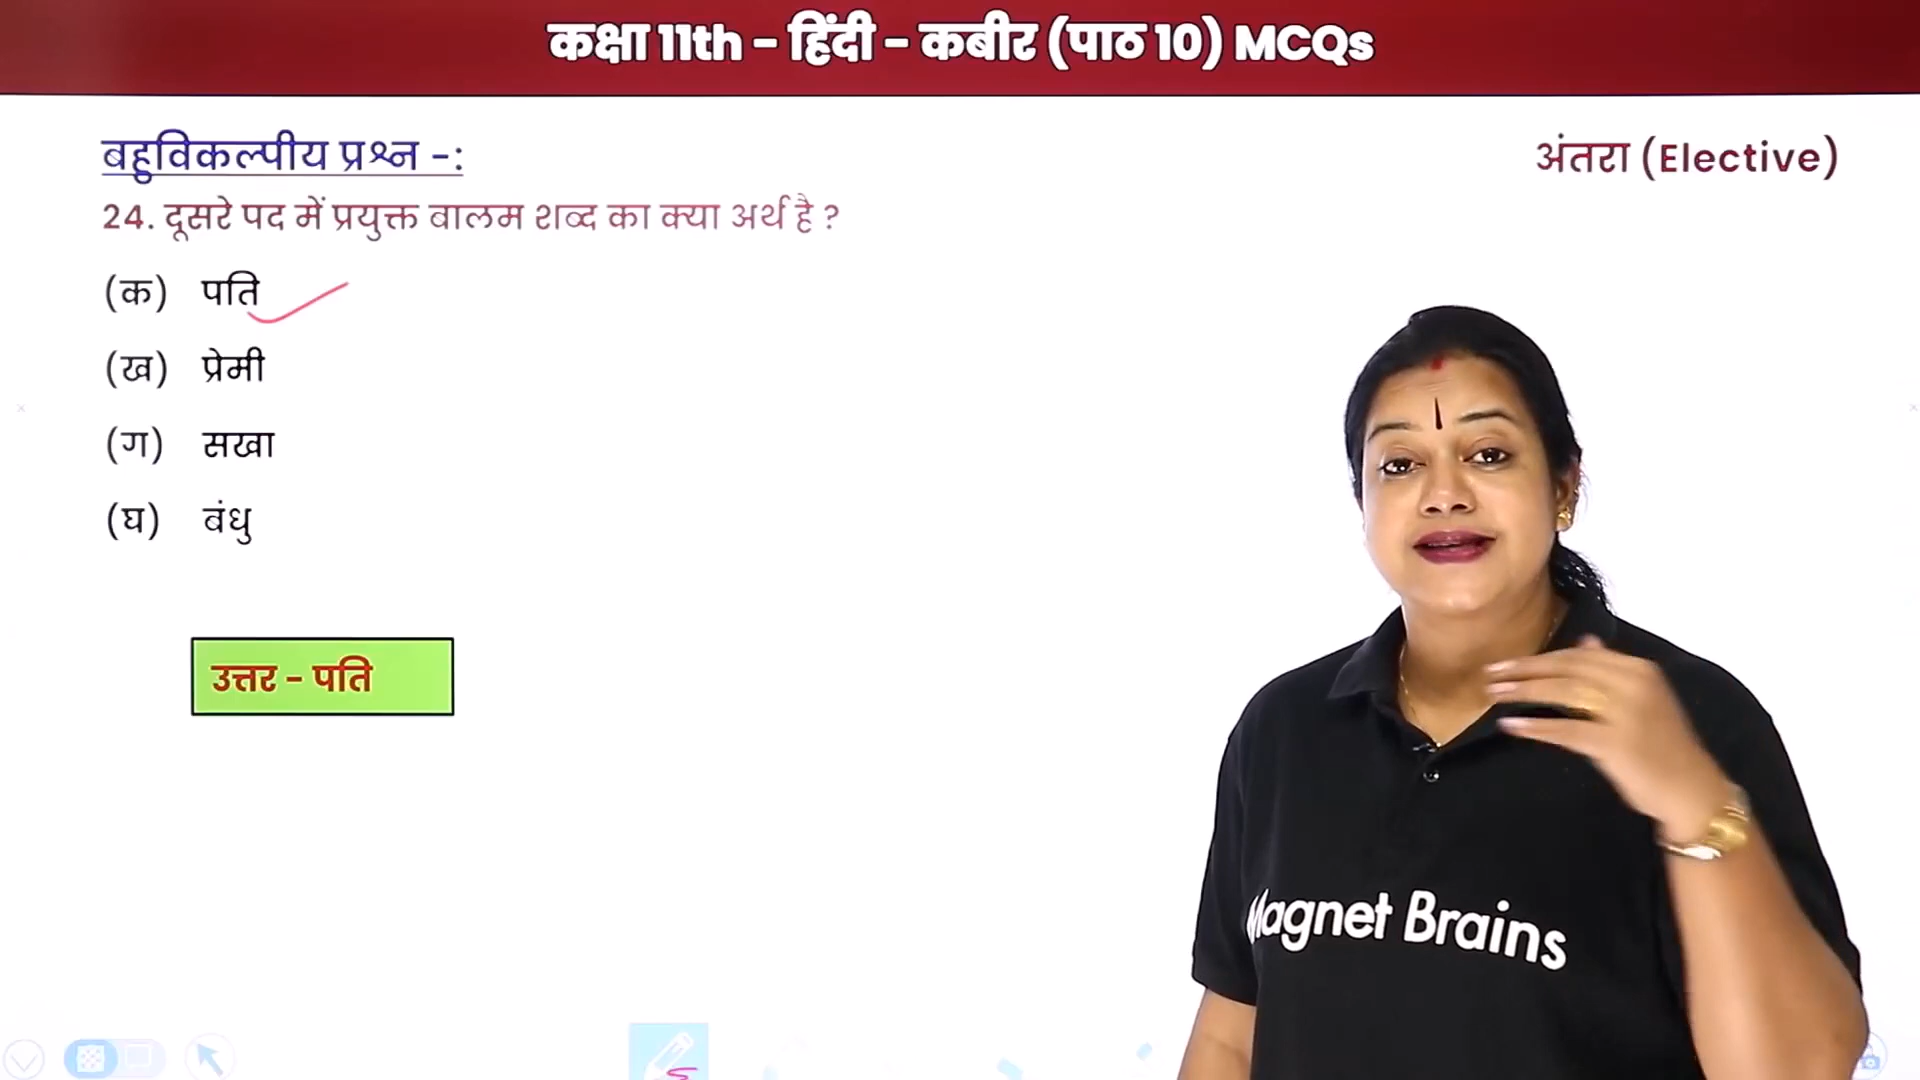 कक्षा 11th - हिंदी - कबीर (पाठ 10) MCQs
बहुविकल्पीय प्रश्न -:
अंतरा (Elective)
24. दूसरे पद में प्रयुक्त बालम शब्द का क्या अर्थ है ?
(क) पति
(ख) प्रेमी
(ग) सखा
(घ) बंधु
उत्तर - पति
Magnet Brains